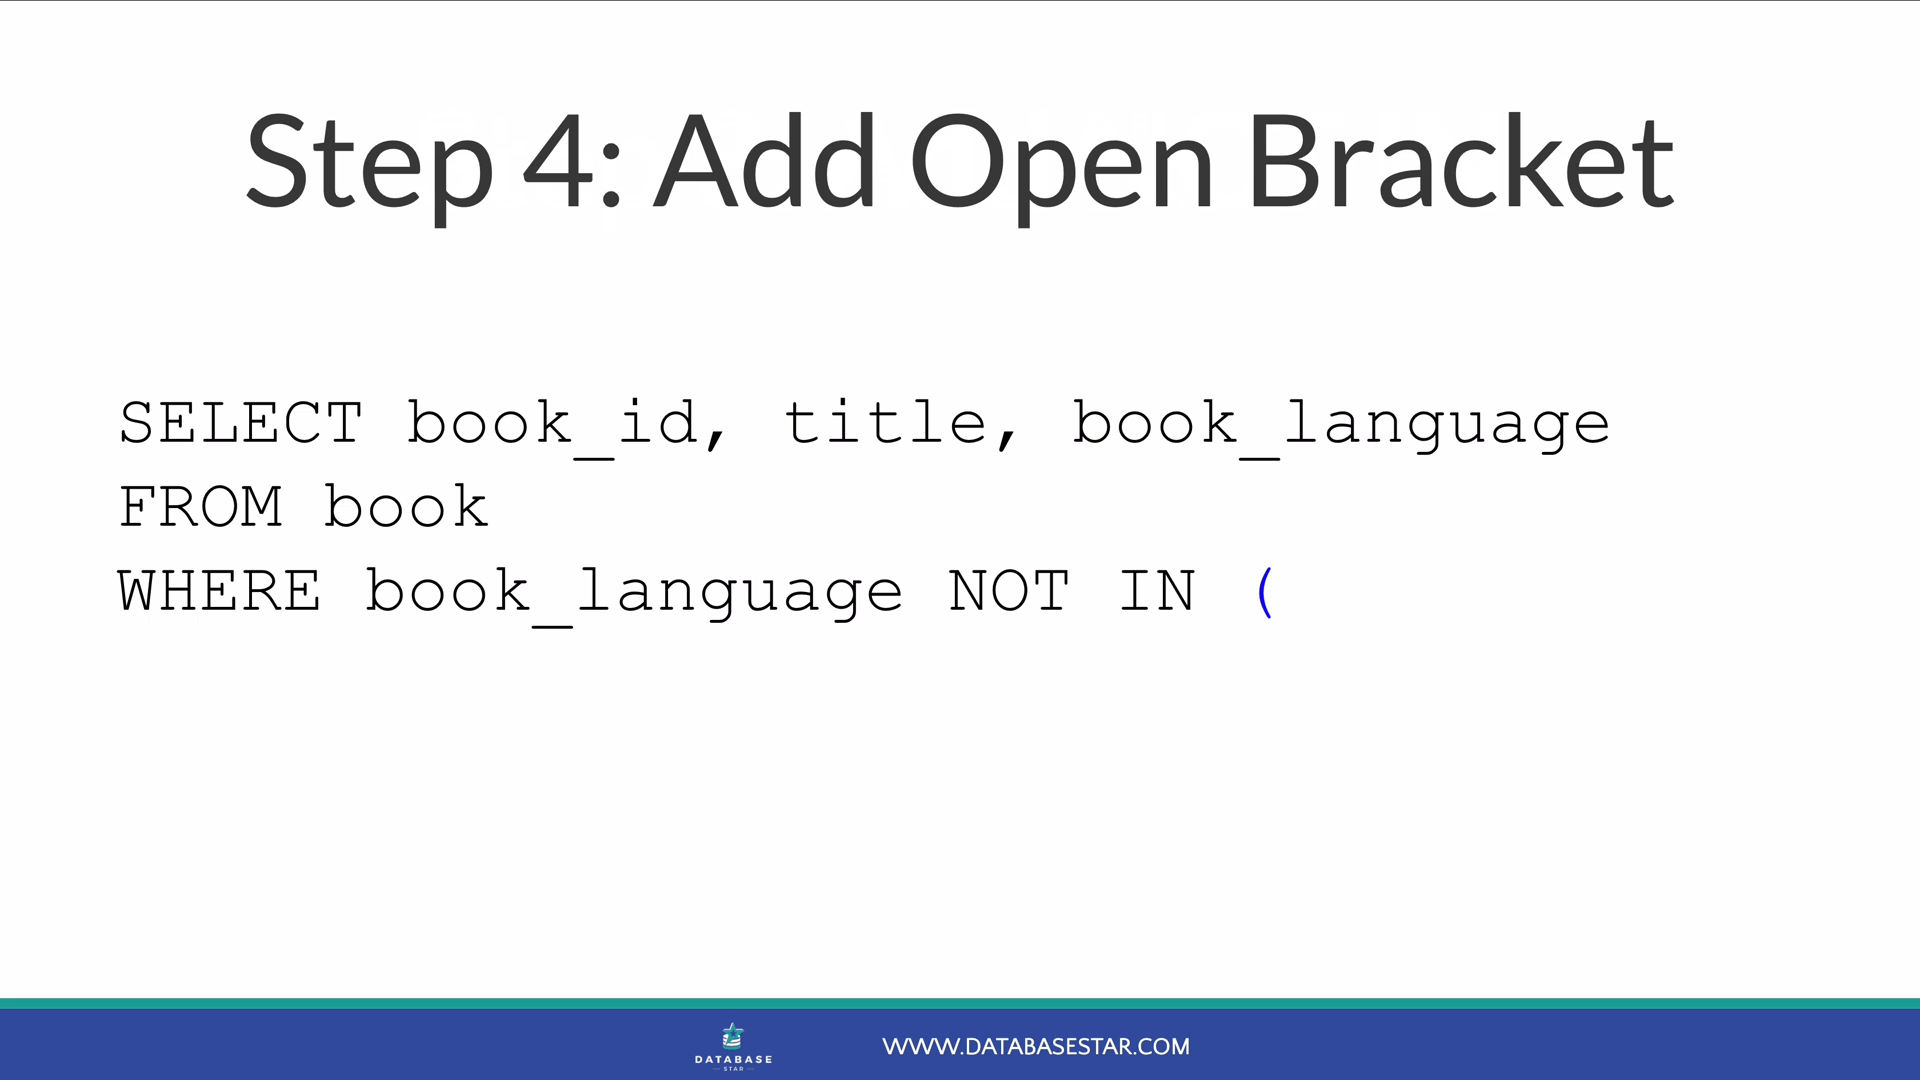 Step 4: Add Open Bracket
SELECT book_id, title, book_language
FROM book
WHERE book_language NOT IN (
DATABASE
STAR
WWW.DATABASESTAR.COM